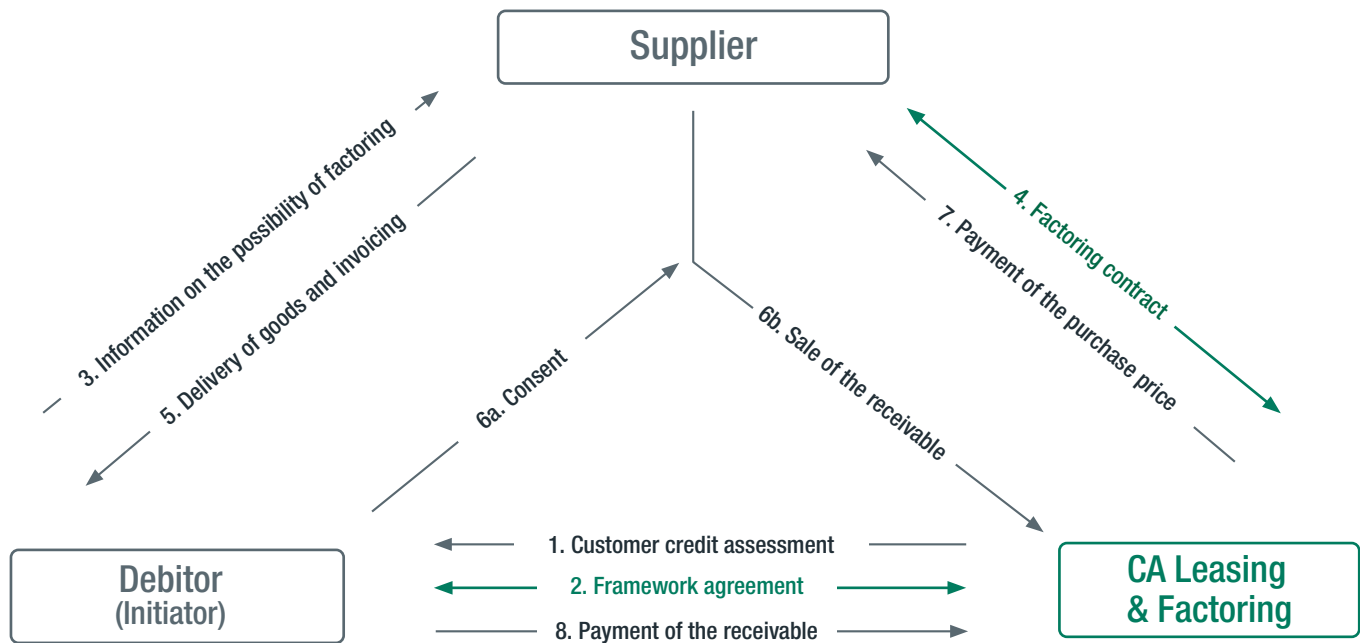 Supplier
3. Information on the possibility of factoring
5. Delivery of goods and invoicing
4. Factoring contract
7. Payment of the purchase price
6a. Consent
6b. Sale of the receivable
1. Customer credit assessment
2. Framework agreement
8. Payment of the receivable
Debitor
(Initiator)
CA Leasing
& Factoring